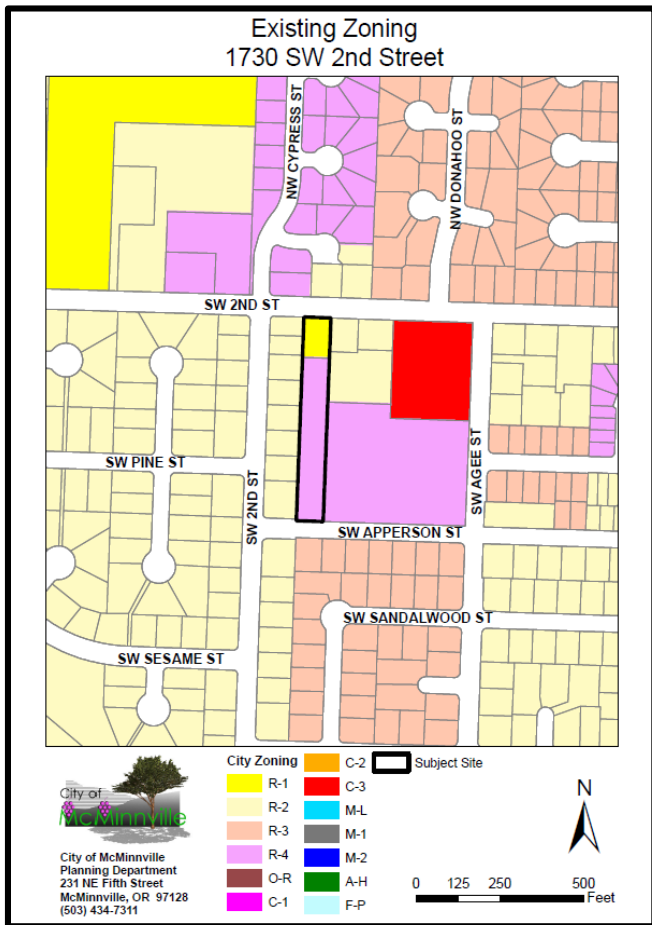 Existing Zoning
1730 SW 2nd Street
NW CYPRESS ST
NW DONAHOO ST
SW 2ND ST
SW PINE ST
SW 2ND ST
SW AGEE ST
SW APPERSON ST
SW SANDALWOOD ST
SW SESAME ST
City of
McMinnville
City of McMinnville
Planning Department
231 NE Fifth Street
McMinnville, OR 97128
(503) 434-7311
City Zoning
R-1
R-2
R-3
R-4
O-R
C-1
C-2
C-3
M-L
M-1
M-2
A-H
F-P
Subject Site
N
0 125 250 500
Feet